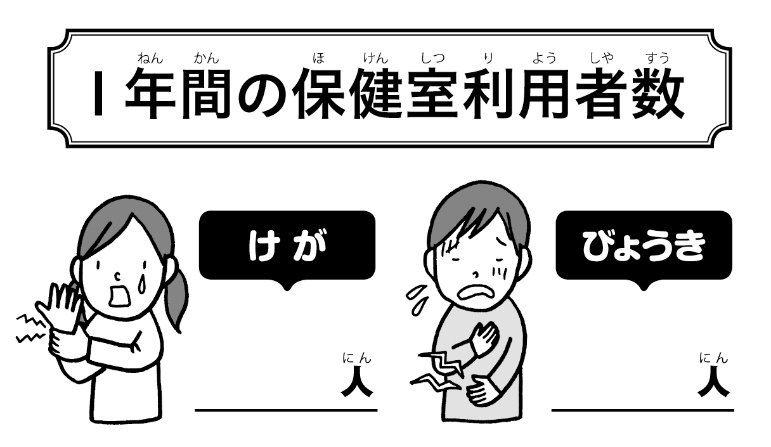 ねん かん ほ けん しつ り よう しゃ すう
1年間の保健室利用者数
けが
びょうき
にん
人
にん
人